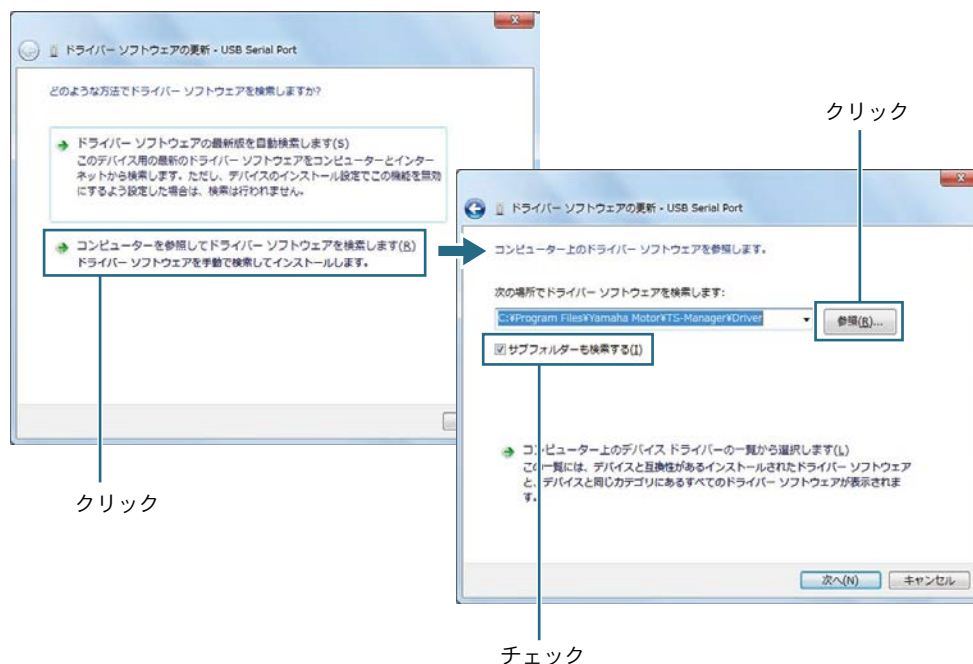 ドライバー ソフトウェアの更新 - USB Serial Port
どのような方法でドライバー ソフトウェアを検索しますか?
ドライバー ソフトウェアの最新版を自動検索します(S)
このデバイス用の最新のドライバー ソフトウェアをコンピューターとインター
ネットから検索します。ただし、デバイスのインストール設定でこの機能を無効
にするよう設定した場合は、検索は行われません。
コンピューターを参照してドライバー ソフトウェアを検索します(R)
ドライバー ソフトウェアを手動で検索してインストールします。
クリック
クリック
ドライバー ソフトウェアの更新 - USB Serial Port
コンピューター上のドライバー ソフトウェアを参照します。
次の場所でドライバー ソフトウェアを検索します:
C:¥Program Files¥Yamaha Motor¥TS-Manager¥Driver
参照(R)...
サブフォルダーも検索する(I)
コンピューター上のデバイス ドライバーの一覧から選択します(L)
この一覧には、デバイスと互換性があるインストールされたドライバー ソフトウェア
と、デバイスと同じカテゴリにあるすべてのドライバー ソフトウェアが表示されま
す。
次へ(N)
キャンセル
チェック